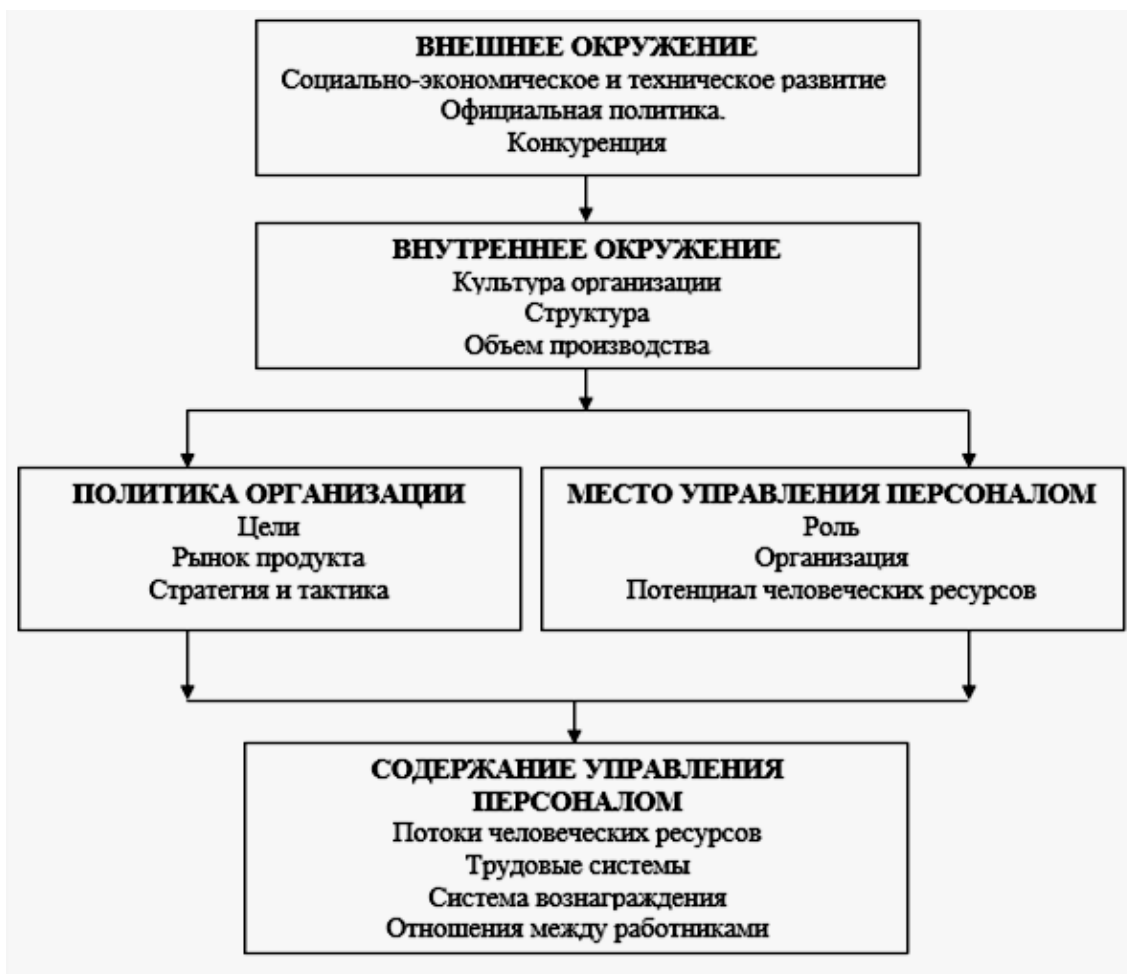 ВНЕШНЕЕ ОКРУЖЕНИЕ
Социально-экономическое и техническое развитие
Официальная политика.
Конкуренция
ВНУТРЕННЕЕ ОКРУЖЕНИЕ
Культура организации
Структура
Объем производства
ПОЛИТИКА ОРГАНИЗАЦИИ
Цели
Рынок продукта
Стратегия и тактика
МЕСТО УПРАВЛЕНИЯ ПЕРСОНАЛОМ
Роль
Организация
Потенциал человеческих ресурсов
СОДЕРЖАНИЕ УПРАВЛЕНИЯ
ПЕРСОНАЛОМ
Потоки человеческих ресурсов
Трудовые системы
Система вознаграждения
Отношения между работниками